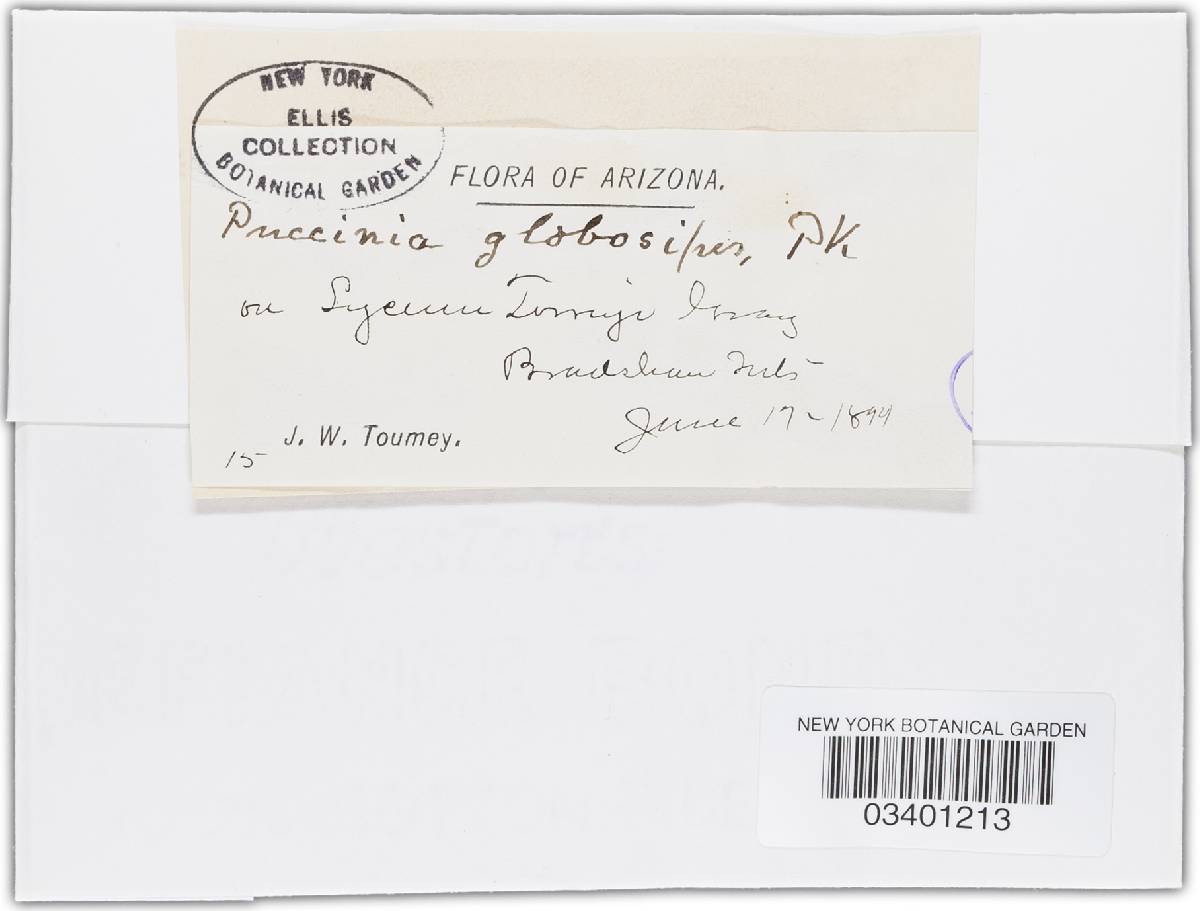 NEW YORK
ELLIS
COLLECTION
BOTANICAL GARDEN
FLORA OF ARIZONA.
Puccinia globosipes, PK
on Lycium Torreyi Gray
Bradshaw Mts
June 17 - 1894
J. W. Toumey.
15
NEW YORK BOTANICAL GARDEN
03401213